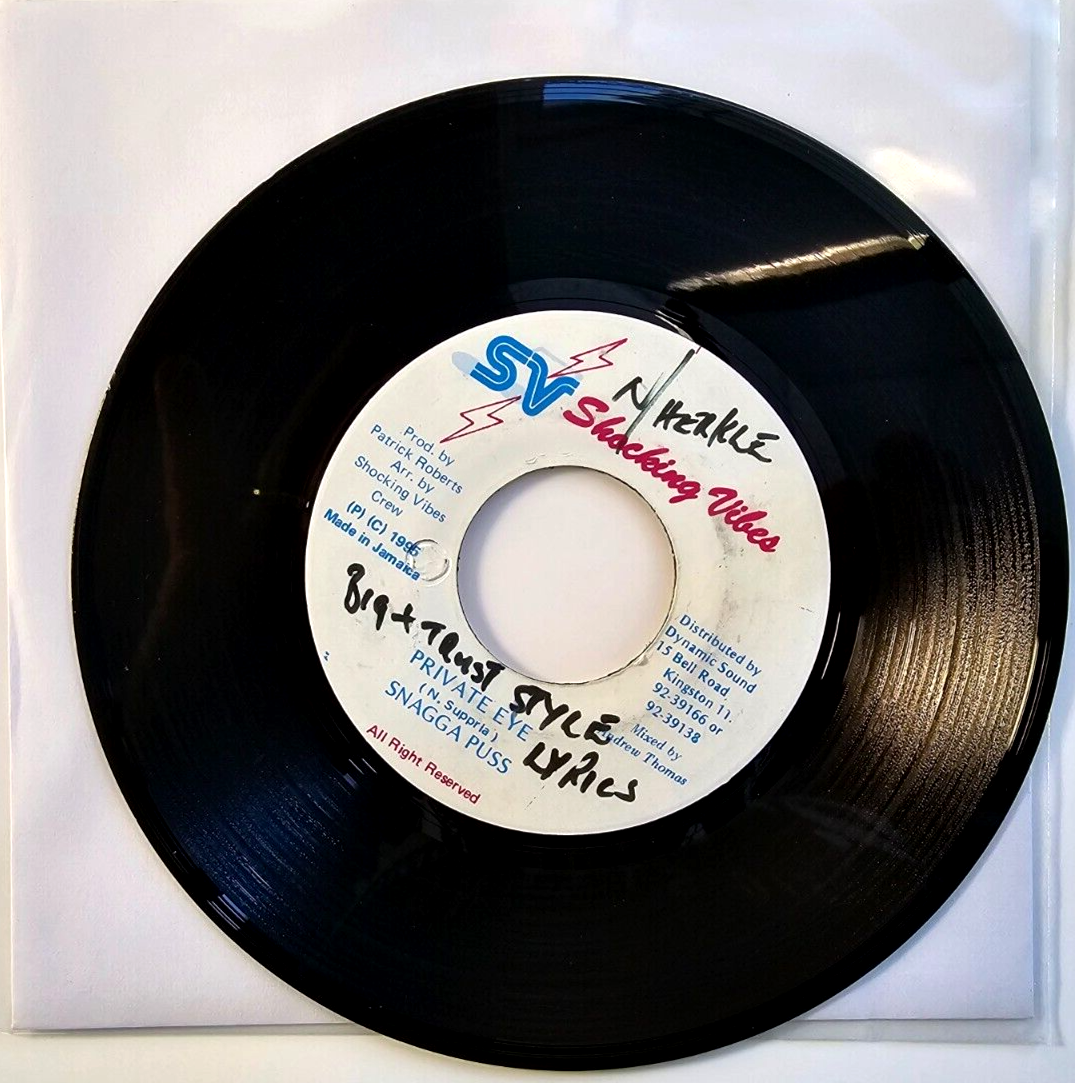 SV
Shocking Vibes
N HERKLE
Prod. by
Patrick Roberts
Arr. by
Shocking Vibes
Crew
(P) (C) 1995
Made in Jamaica
Big + TRUST STYLE
LYRICS
2
PRIVATE EYE
(N. Suppria)
SNAGGA PUSS
All Right Reserved
Distributed by
Dynamic Sound
15 Bell Road
Kingston 11.
92-39166 or
92-39138
Mixed by
Andrew Thomas